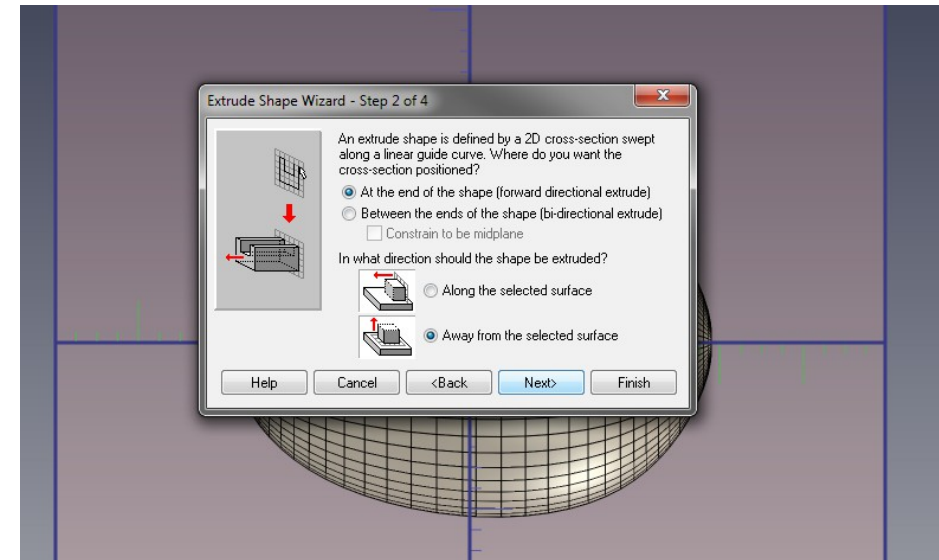 Extrude Shape Wizard - Step 2 of 4
An extrude shape is defined by a 2D cross-section swept
along a linear guide curve. Where do you want the
cross-section positioned?
At the end of the shape (forward directional extrude)
Between the ends of the shape (bi-directional extrude)
Constrain to be midplane
In what direction should the shape be extruded?
Along the selected surface
Away from the selected surface
Help Cancel <Back Next> Finish